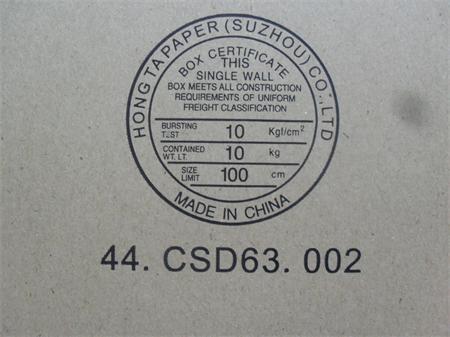 HONG TA PAPER (SUZHOU) CO.,LTD
BOX CERTIFICATE
THIS
SINGLE WALL
BOX MEETS ALL CONSTRUCTION
REQUIREMENTS OF UNIFORM
FREIGHT CLASSIFICATION
BURSTING TEST 10 Kgf/cm²
CONTAINED WT. LT. 10 kg
SIZE LIMIT 100 cm
MADE IN CHINA
44. CSD63. 002